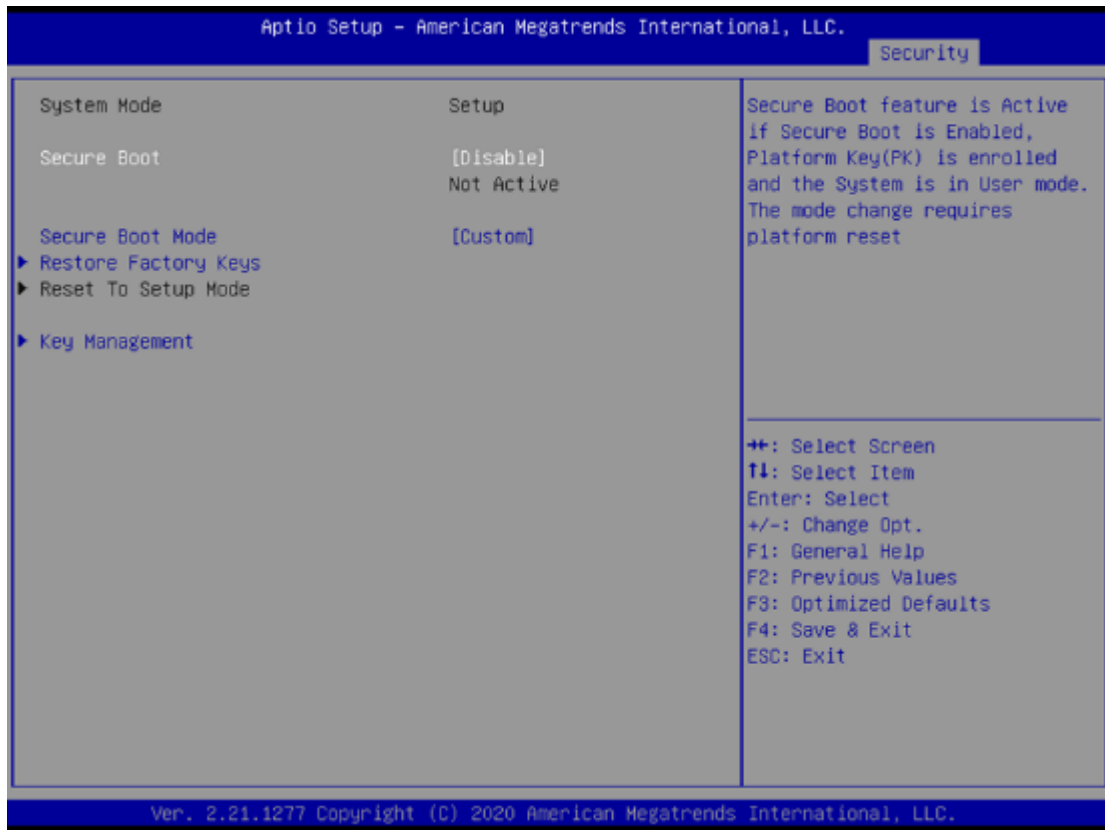 Aptio Setup – American Megatrends International, LLC.
Security
System Mode Setup
Secure Boot [Disable]
Not Active
Secure Boot Mode [Custom]
▶ Restore Factory Keys
▶ Reset To Setup Mode
▶ Key Management
Secure Boot feature is Active
if Secure Boot is Enabled,
Platform Key(PK) is enrolled
and the System is in User mode.
The mode change requires
platform reset
→←: Select Screen
↑↓: Select Item
Enter: Select
+/-: Change Opt.
F1: General Help
F2: Previous Values
F3: Optimized Defaults
F4: Save & Exit
ESC: Exit
Ver. 2.21.1277 Copyright (C) 2020 American Megatrends International, LLC.